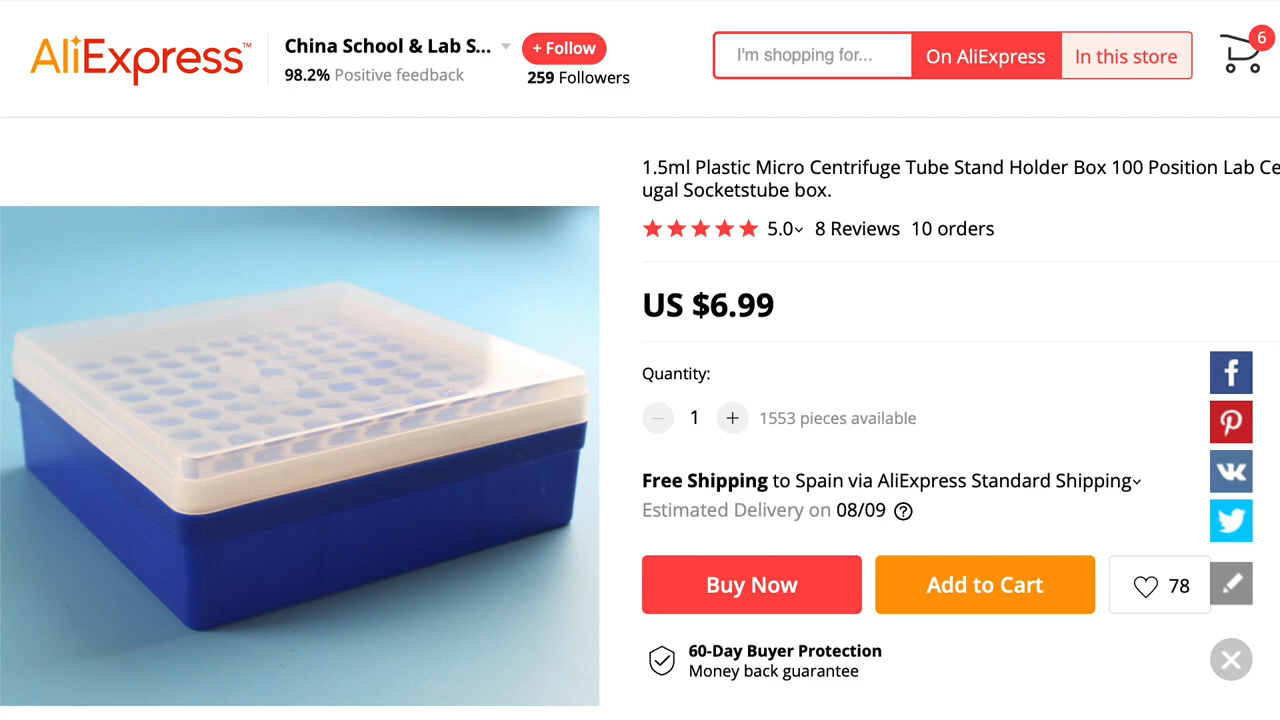 AliExpress™
China School & Lab S...
+ Follow
98.2% Positive feedback
259 Followers
I'm shopping for...
On AliExpress
In this store
6
1.5ml Plastic Micro Centrifuge Tube Stand Holder Box 100 Position Lab Ce
ugal Socketstube box.
5.0 8 Reviews 10 orders
US $6.99
Quantity:
1 + 1553 pieces available
Free Shipping to Spain via AliExpress Standard Shipping
Estimated Delivery on 08/09 ?
Buy Now
Add to Cart
78
60-Day Buyer Protection
Money back guarantee